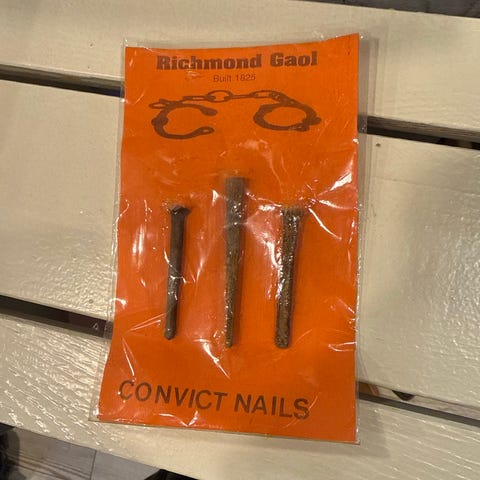 Richmond Gaol
Built 1825
CONVICT NAILS